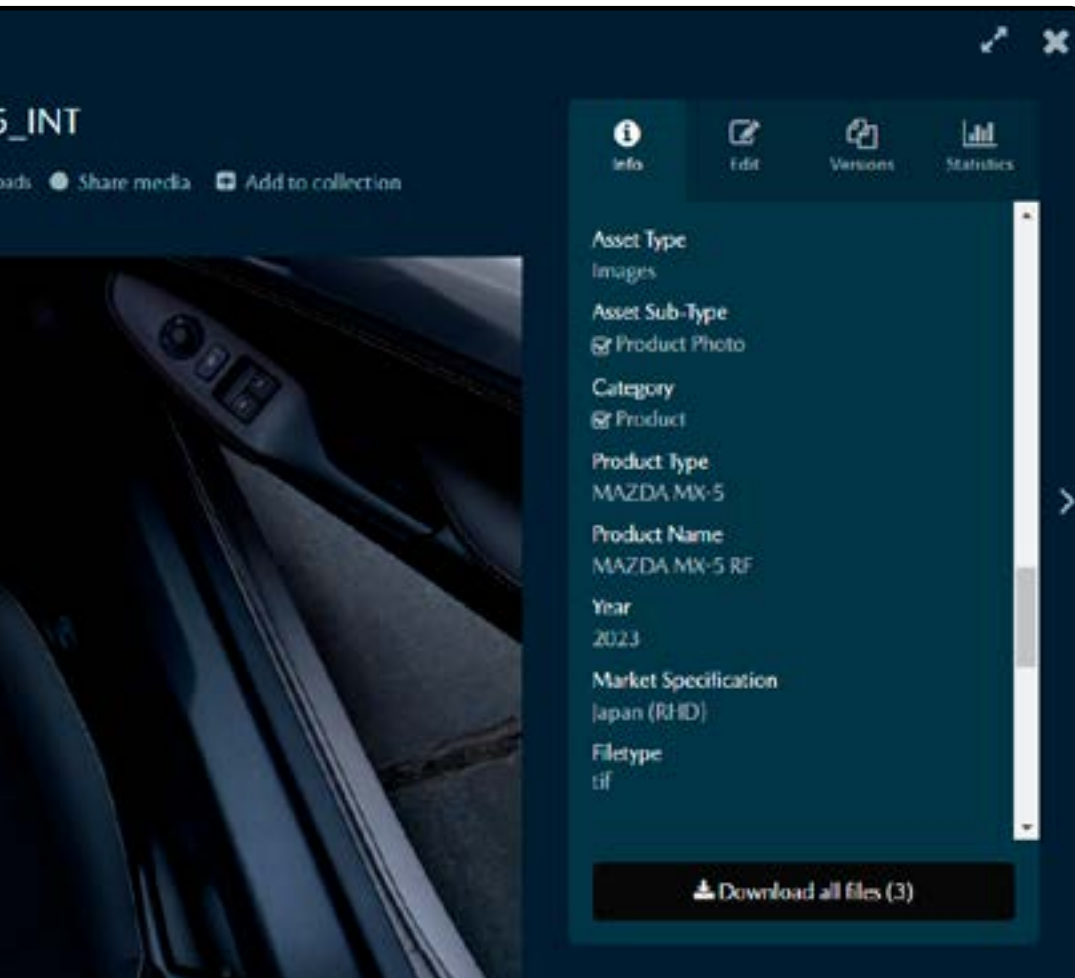 5_INT
Share media Add to collection
Info Edit Versions Statistics
Asset Type
Images
Asset Sub-Type
Product Photo
Category
Product
Product Type
MAZDA MX-5
Product Name
MAZDA MX-5 RF
Year
2023
Market Specification
Japan (RHD)
Filetype
tif
Download all files (3)